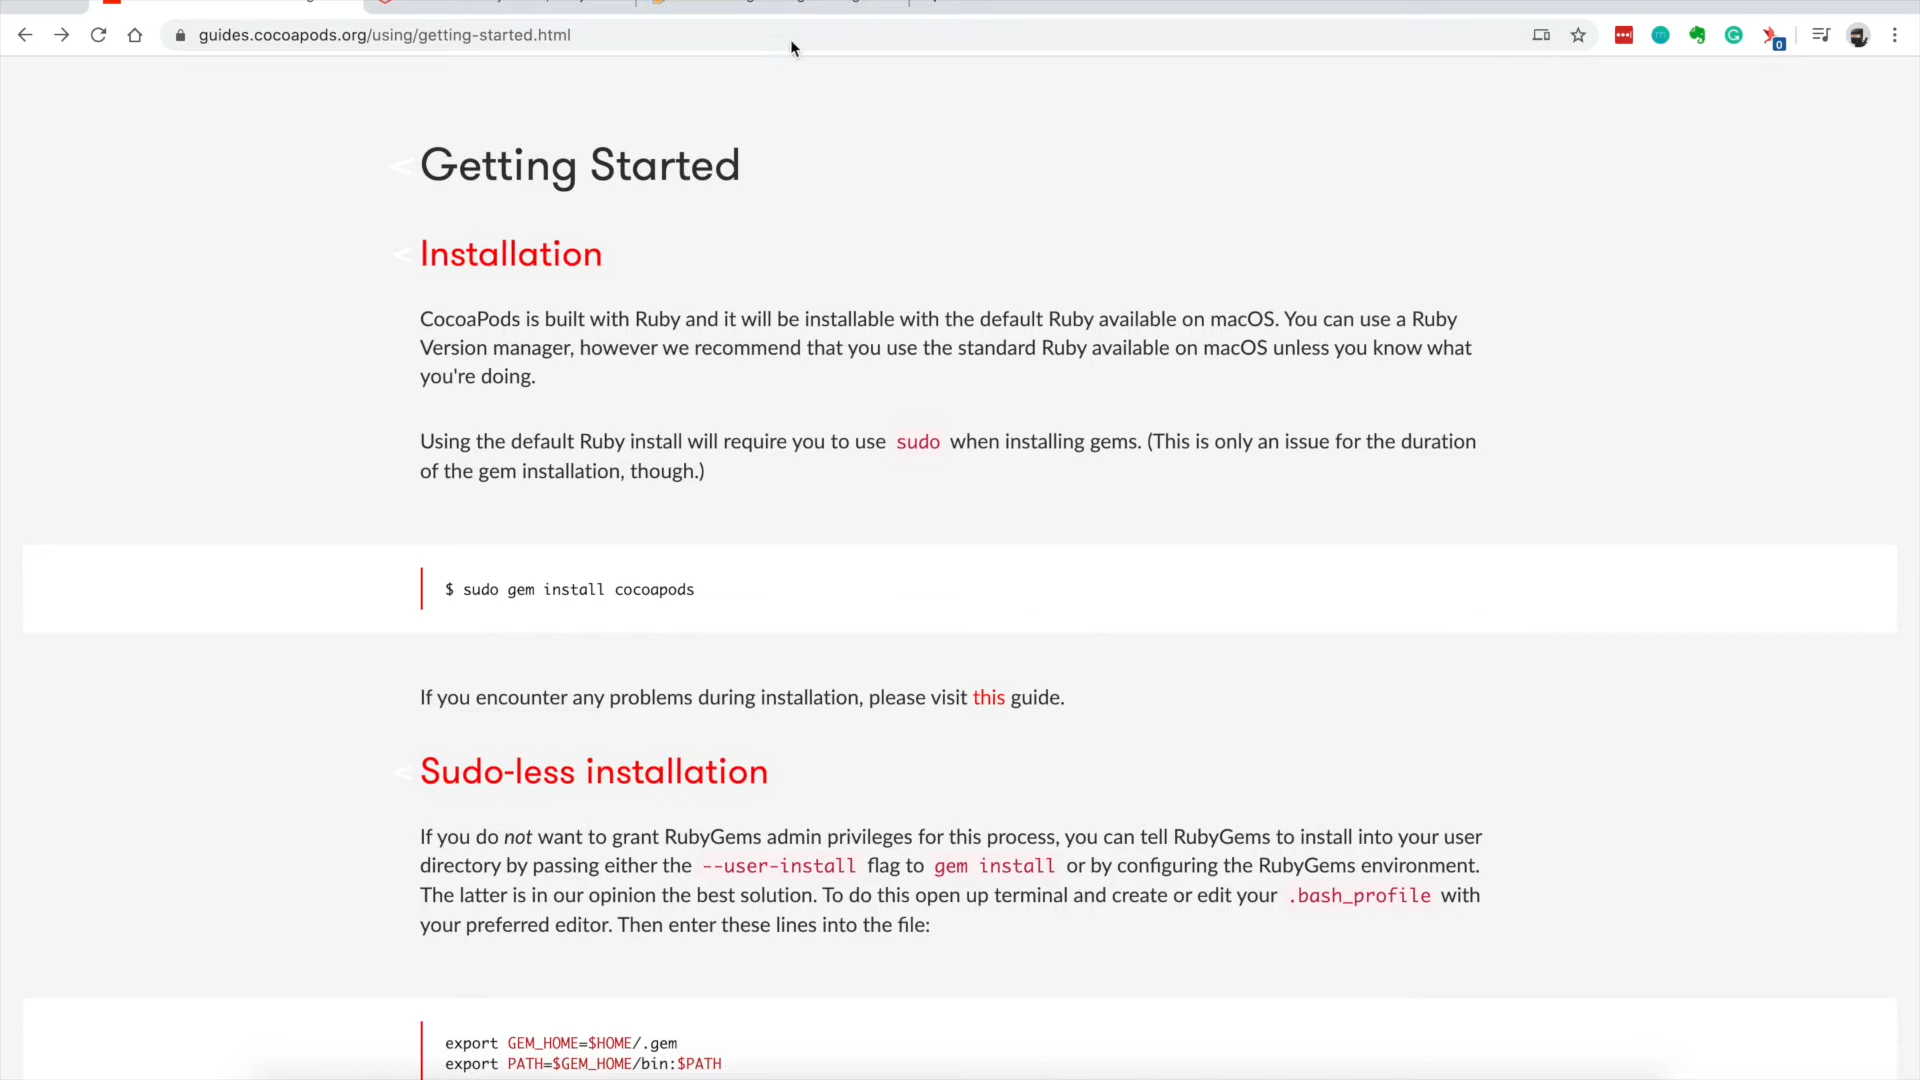 guides.cocoapods.org/using/getting-started.html
0
< Getting Started
< Installation
CocoaPods is built with Ruby and it will be installable with the default Ruby available on macOS. You can use a Ruby
Version manager, however we recommend that you use the standard Ruby available on macOS unless you know what
you're doing.
Using the default Ruby install will require you to use sudo when installing gems. (This is only an issue for the duration
of the gem installation, though.)
$ sudo gem install cocoapods
If you encounter any problems during installation, please visit this guide.
< Sudo-less installation
If you do not want to grant RubyGems admin privileges for this process, you can tell RubyGems to install into your user
directory by passing either the --user-install flag to gem install or by configuring the RubyGems environment.
The latter is in our opinion the best solution. To do this open up terminal and create or edit your .bash_profile with
your preferred editor. Then enter these lines into the file:
export GEM_HOME=$HOME/.gem
export PATH=$GEM_HOME/bin:$PATH